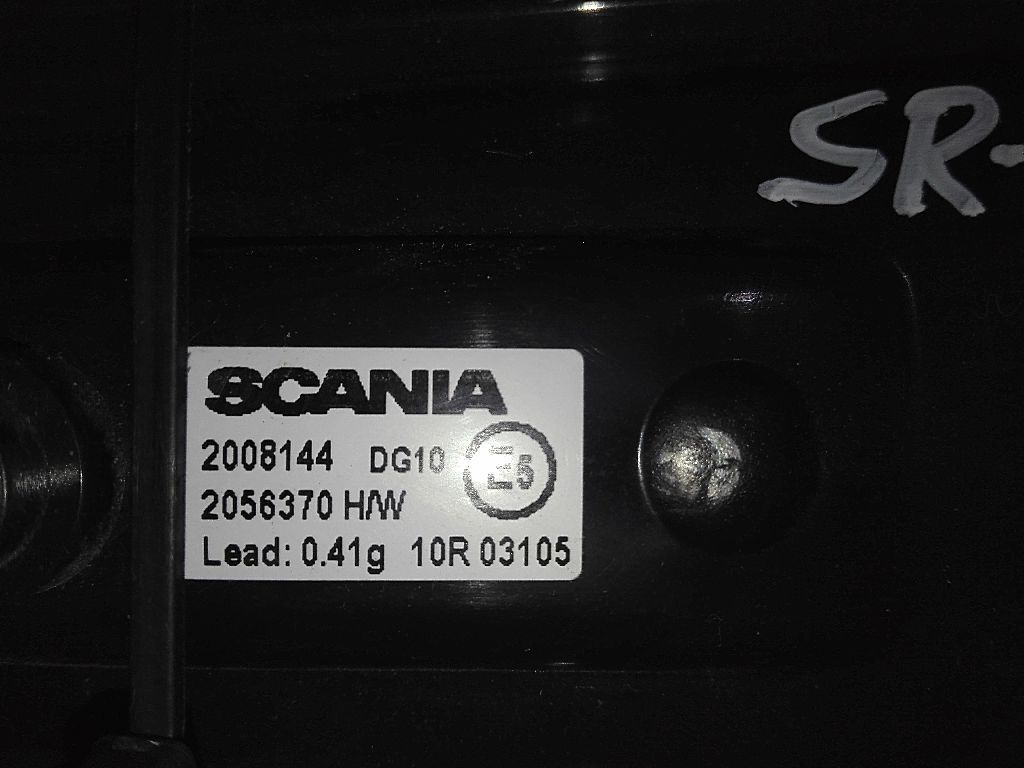 SR-
SCANIA
2008144 DG10 E5
2056370 H/W
Lead: 0.41g 10R 03105